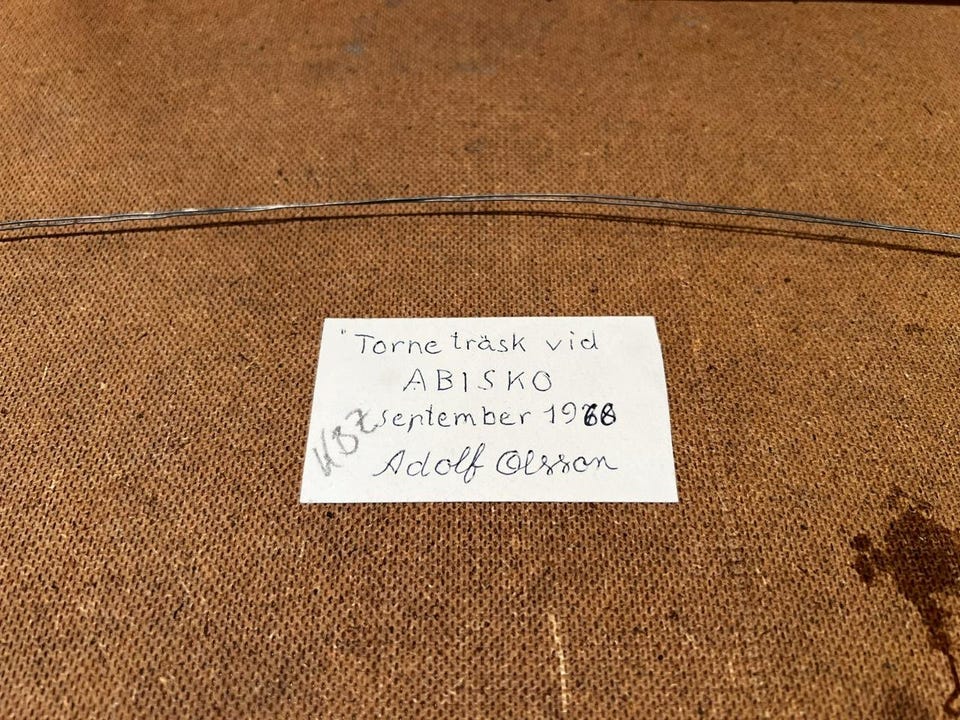 "Torne träsk vid
ABISKO
september 1968
Adolf Olsson